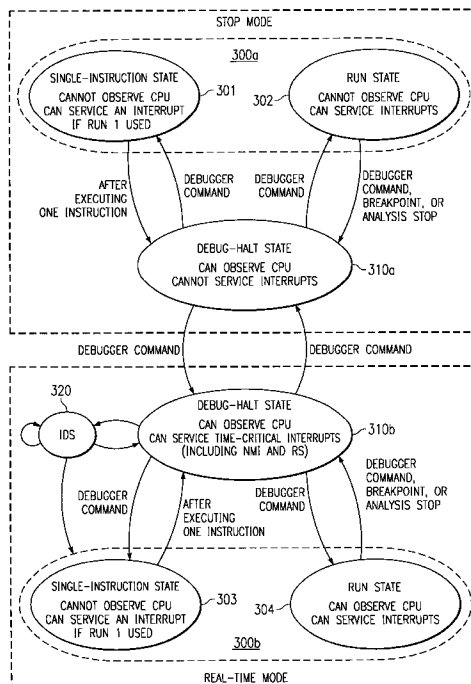 STOP MODE
300a
SINGLE-INSTRUCTION STATE
CANNOT OBSERVE CPU
CAN SERVICE AN INTERRUPT
IF RUN 1 USED
301
302
RUN STATE
CANNOT OBSERVE CPU
CAN SERVICE INTERRUPTS
AFTER
EXECUTING
ONE INSTRUCTION
DEBUGGER
COMMAND
DEBUGGER
COMMAND
DEBUGGER
COMMAND,
BREAKPOINT, OR
ANALYSIS STOP
DEBUG-HALT STATE
CAN OBSERVE CPU
CANNOT SERVICE INTERRUPTS
310a
DEBUGGER COMMAND
DEBUGGER COMMAND
320
IDS
DEBUG-HALT STATE
CAN OBSERVE CPU
CAN SERVICE TIME-CRITICAL INTERRUPTS
(INCLUDING NMI AND RS)
310b
DEBUGGER
COMMAND
AFTER
EXECUTING
ONE INSTRUCTION
DEBUGGER
COMMAND
DEBUGGER
COMMAND,
BREAKPOINT, OR
ANALYSIS STOP
SINGLE-INSTRUCTION STATE
CANNOT OBSERVE CPU
CAN SERVICE AN INTERRUPT
IF RUN 1 USED
303
304
RUN STATE
CAN OBSERVE CPU
CAN SERVICE INTERRUPTS
300b
REAL-TIME MODE